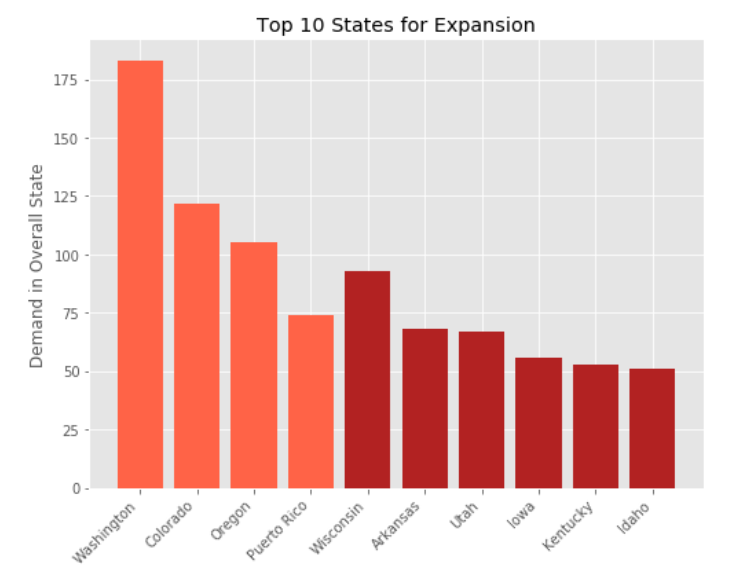 Top 10 States for Expansion
Demand in Overall State
175
150
125
100
75
50
25
0
Washington
Colorado
Oregon
Puerto Rico
Wisconsin
Arkansas
Utah
Iowa
Kentucky
Idaho